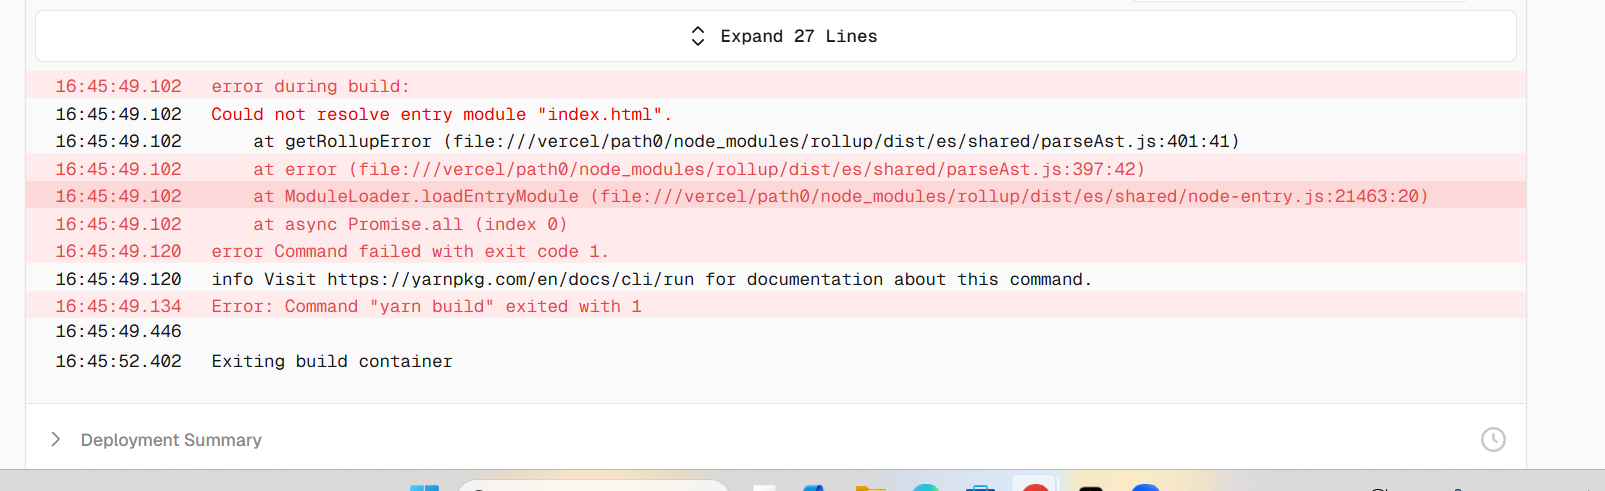 Expand 27 Lines
16:45:49.102 error during build:
16:45:49.102 Could not resolve entry module "index.html".
16:45:49.102 at getRollupError (file:///vercel/path0/node_modules/rollup/dist/es/shared/parseAst.js:401:41)
16:45:49.102 at error (file:///vercel/path0/node_modules/rollup/dist/es/shared/parseAst.js:397:42)
16:45:49.102 at ModuleLoader.loadEntryModule (file:///vercel/path0/node_modules/rollup/dist/es/shared/node-entry.js:21463:20)
16:45:49.102 at async Promise.all (index 0)
16:45:49.120 error Command failed with exit code 1.
16:45:49.120 info Visit https://yarnpkg.com/en/docs/cli/run for documentation about this command.
16:45:49.134 Error: Command "yarn build" exited with 1
16:45:49.446
16:45:52.402 Exiting build container
Deployment Summary